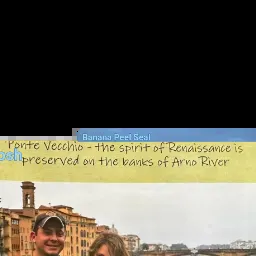 Banana Peel Seal
Ponte Vecchio - the spirit of Renaissance is
preserved on the banks of Arno River